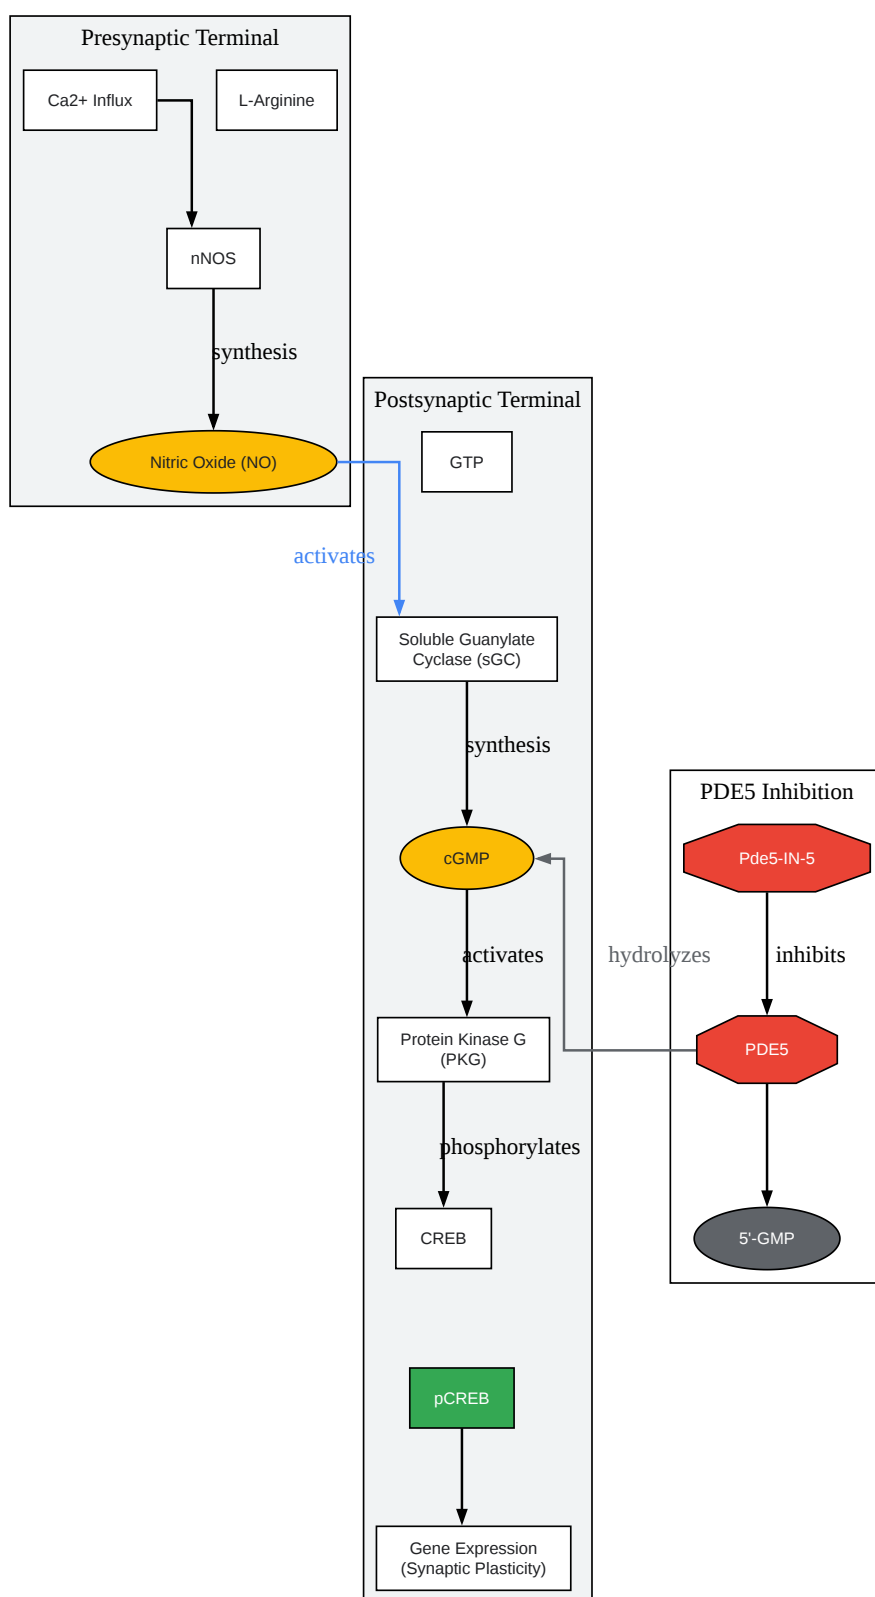 Presynaptic Terminal
Ca2+ Influx
L-Arginine
nNOS
synthesis
Nitric Oxide (NO)
Postsynaptic Terminal
GTP
activates
Soluble Guanylate
Cyclase (sGC)
synthesis
cGMP
activates
Protein Kinase G
(PKG)
phosphorylates
CREB
pCREB
Gene Expression
(Synaptic Plasticity)
PDE5 Inhibition
Pde5-IN-5
hydrolyzes
inhibits
PDE5
5'-GMP